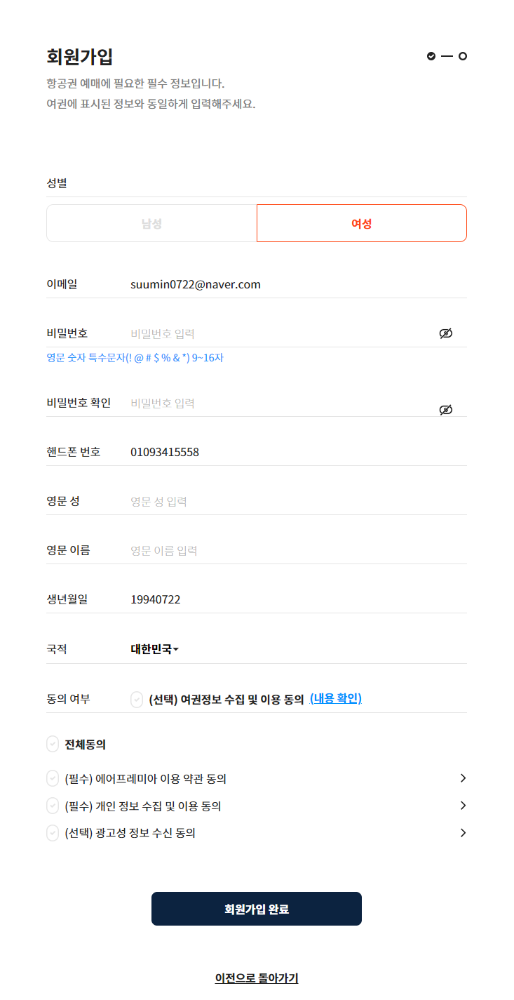 회원가입
항공권 예매에 필요한 필수 정보입니다.
여권에 표시된 정보와 동일하게 입력해주세요.
성별
남성 여성
이메일 suumin0722@naver.com
비밀번호 비밀번호 입력
영문 숫자 특수문자(! @ # $ % & *) 9~16자
비밀번호 확인 비밀번호 입력
핸드폰 번호 01093415558
영문 성 영문 성 입력
영문 이름 영문 이름 입력
생년월일 19940722
국적 대한민국
동의 여부 (선택) 여권정보 수집 및 이용 동의 (내용 확인)
전체동의
(필수) 에어프레미아 이용 약관 동의
(필수) 개인 정보 수집 및 이용 동의
(선택) 광고성 정보 수신 동의
회원가입 완료
이전으로 돌아가기